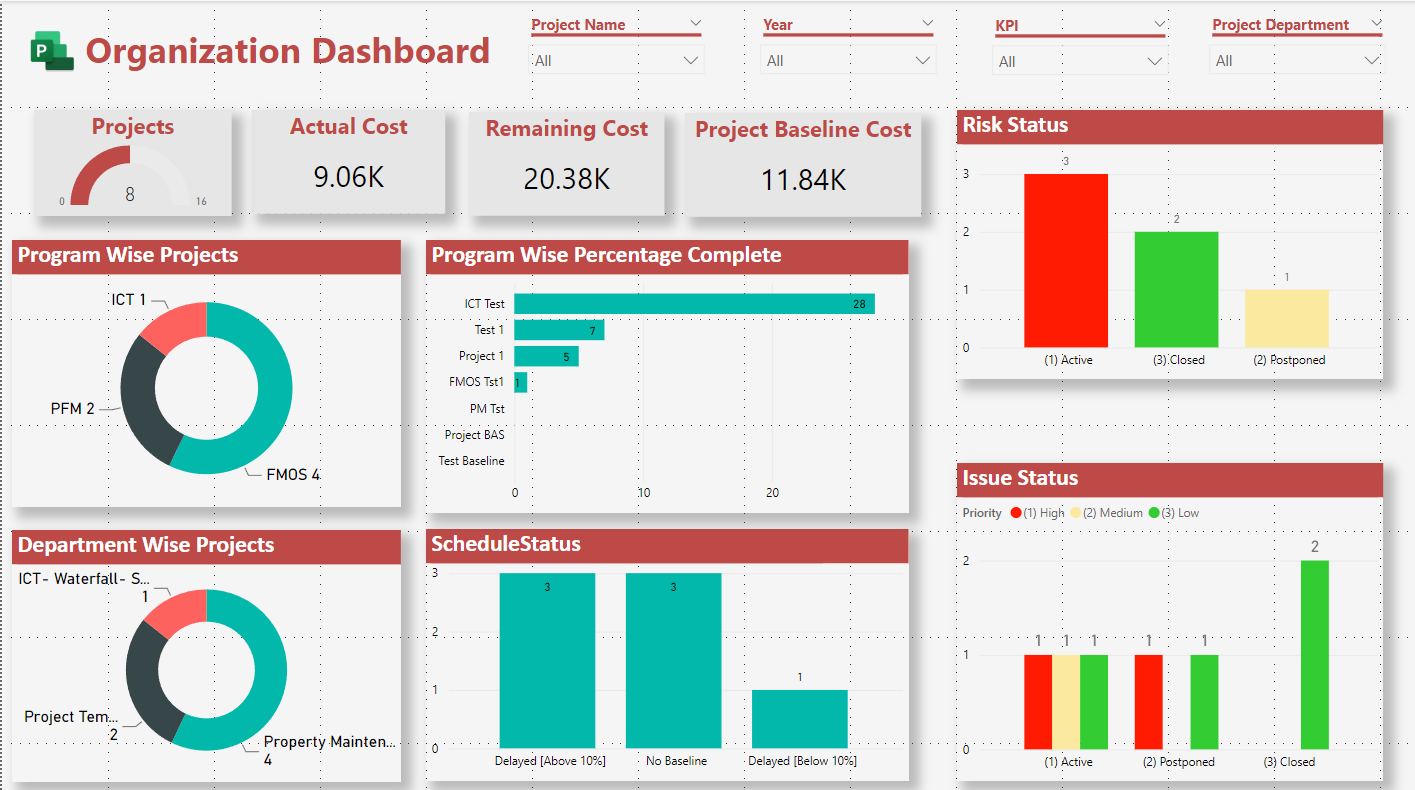 P
Organization Dashboard
Project Name
All
Year
All
KPI
All
Project Department
All
Projects
0
8
16
Actual Cost
9.06K
Remaining Cost
20.38K
Project Baseline Cost
11.84K
Risk Status
3
2
1
0
3
2
1
(1) Active
(3) Closed
(2) Postponed
Program Wise Projects
ICT 1
PFM 2
FMOS 4
Program Wise Percentage Complete
ICT Test 28
Test 1 7
Project 1 5
FMOS Tst1 1
PM Tst
Project BAS
Test Baseline
0 10 20
Issue Status
Priority (1) High (2) Medium (3) Low
2
1
0
1 1 1
1 1
2
(1) Active
(2) Postponed
(3) Closed
Department Wise Projects
ICT- Waterfall- S...
1
Project Tem...
2
Property Mainten...
4
ScheduleStatus
3
2
1
0
3
3
1
Delayed [Above 10%]
No Baseline
Delayed [Below 10%]